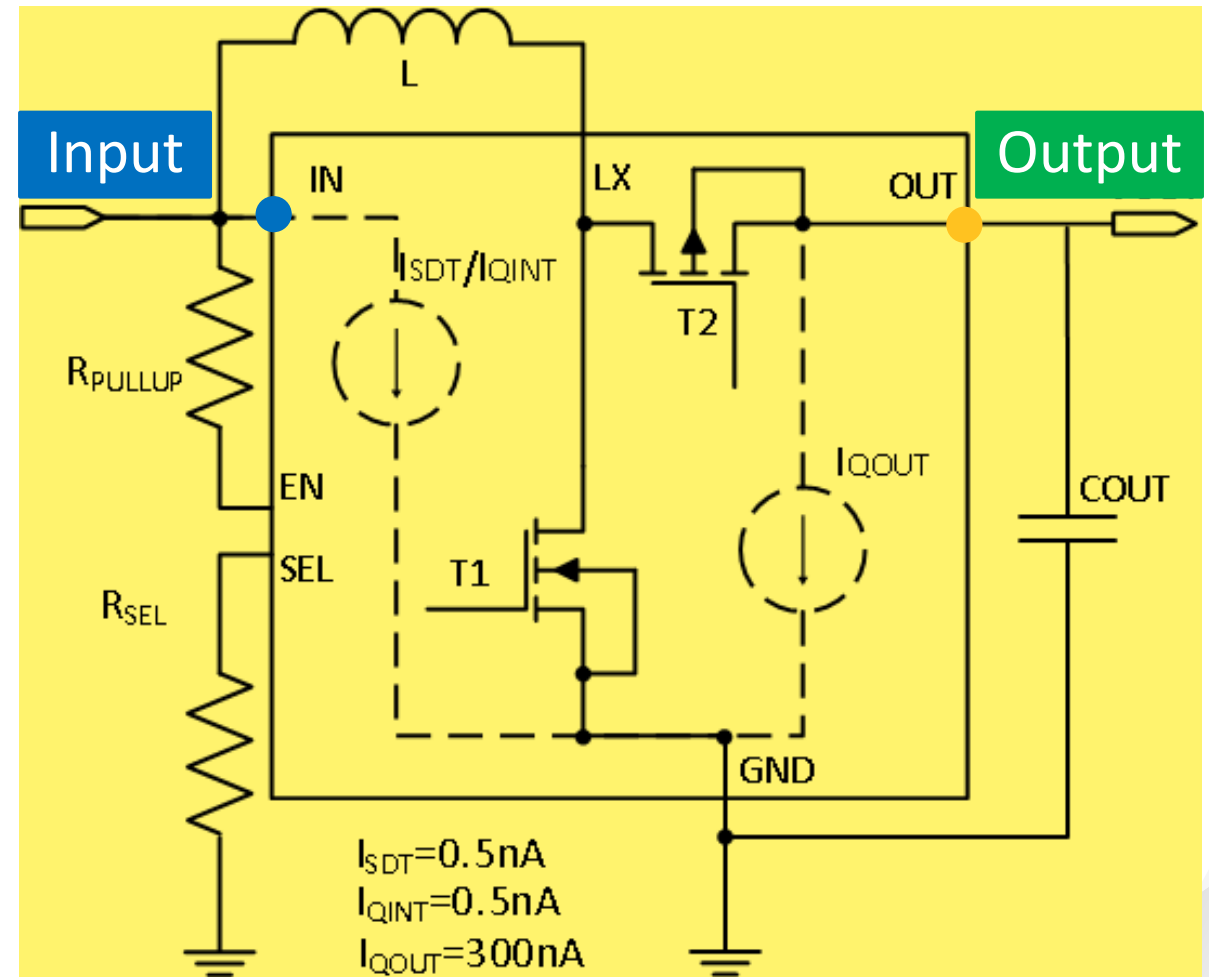 L
Input
Output
IN
LX
OUT
ISDT/IQINT
T2
RPULLUP
IQOUT
EN
COUT
SEL
T1
RSEL
GND
ISDT=0.5nA
IQINT=0.5nA
IQOUT=300nA